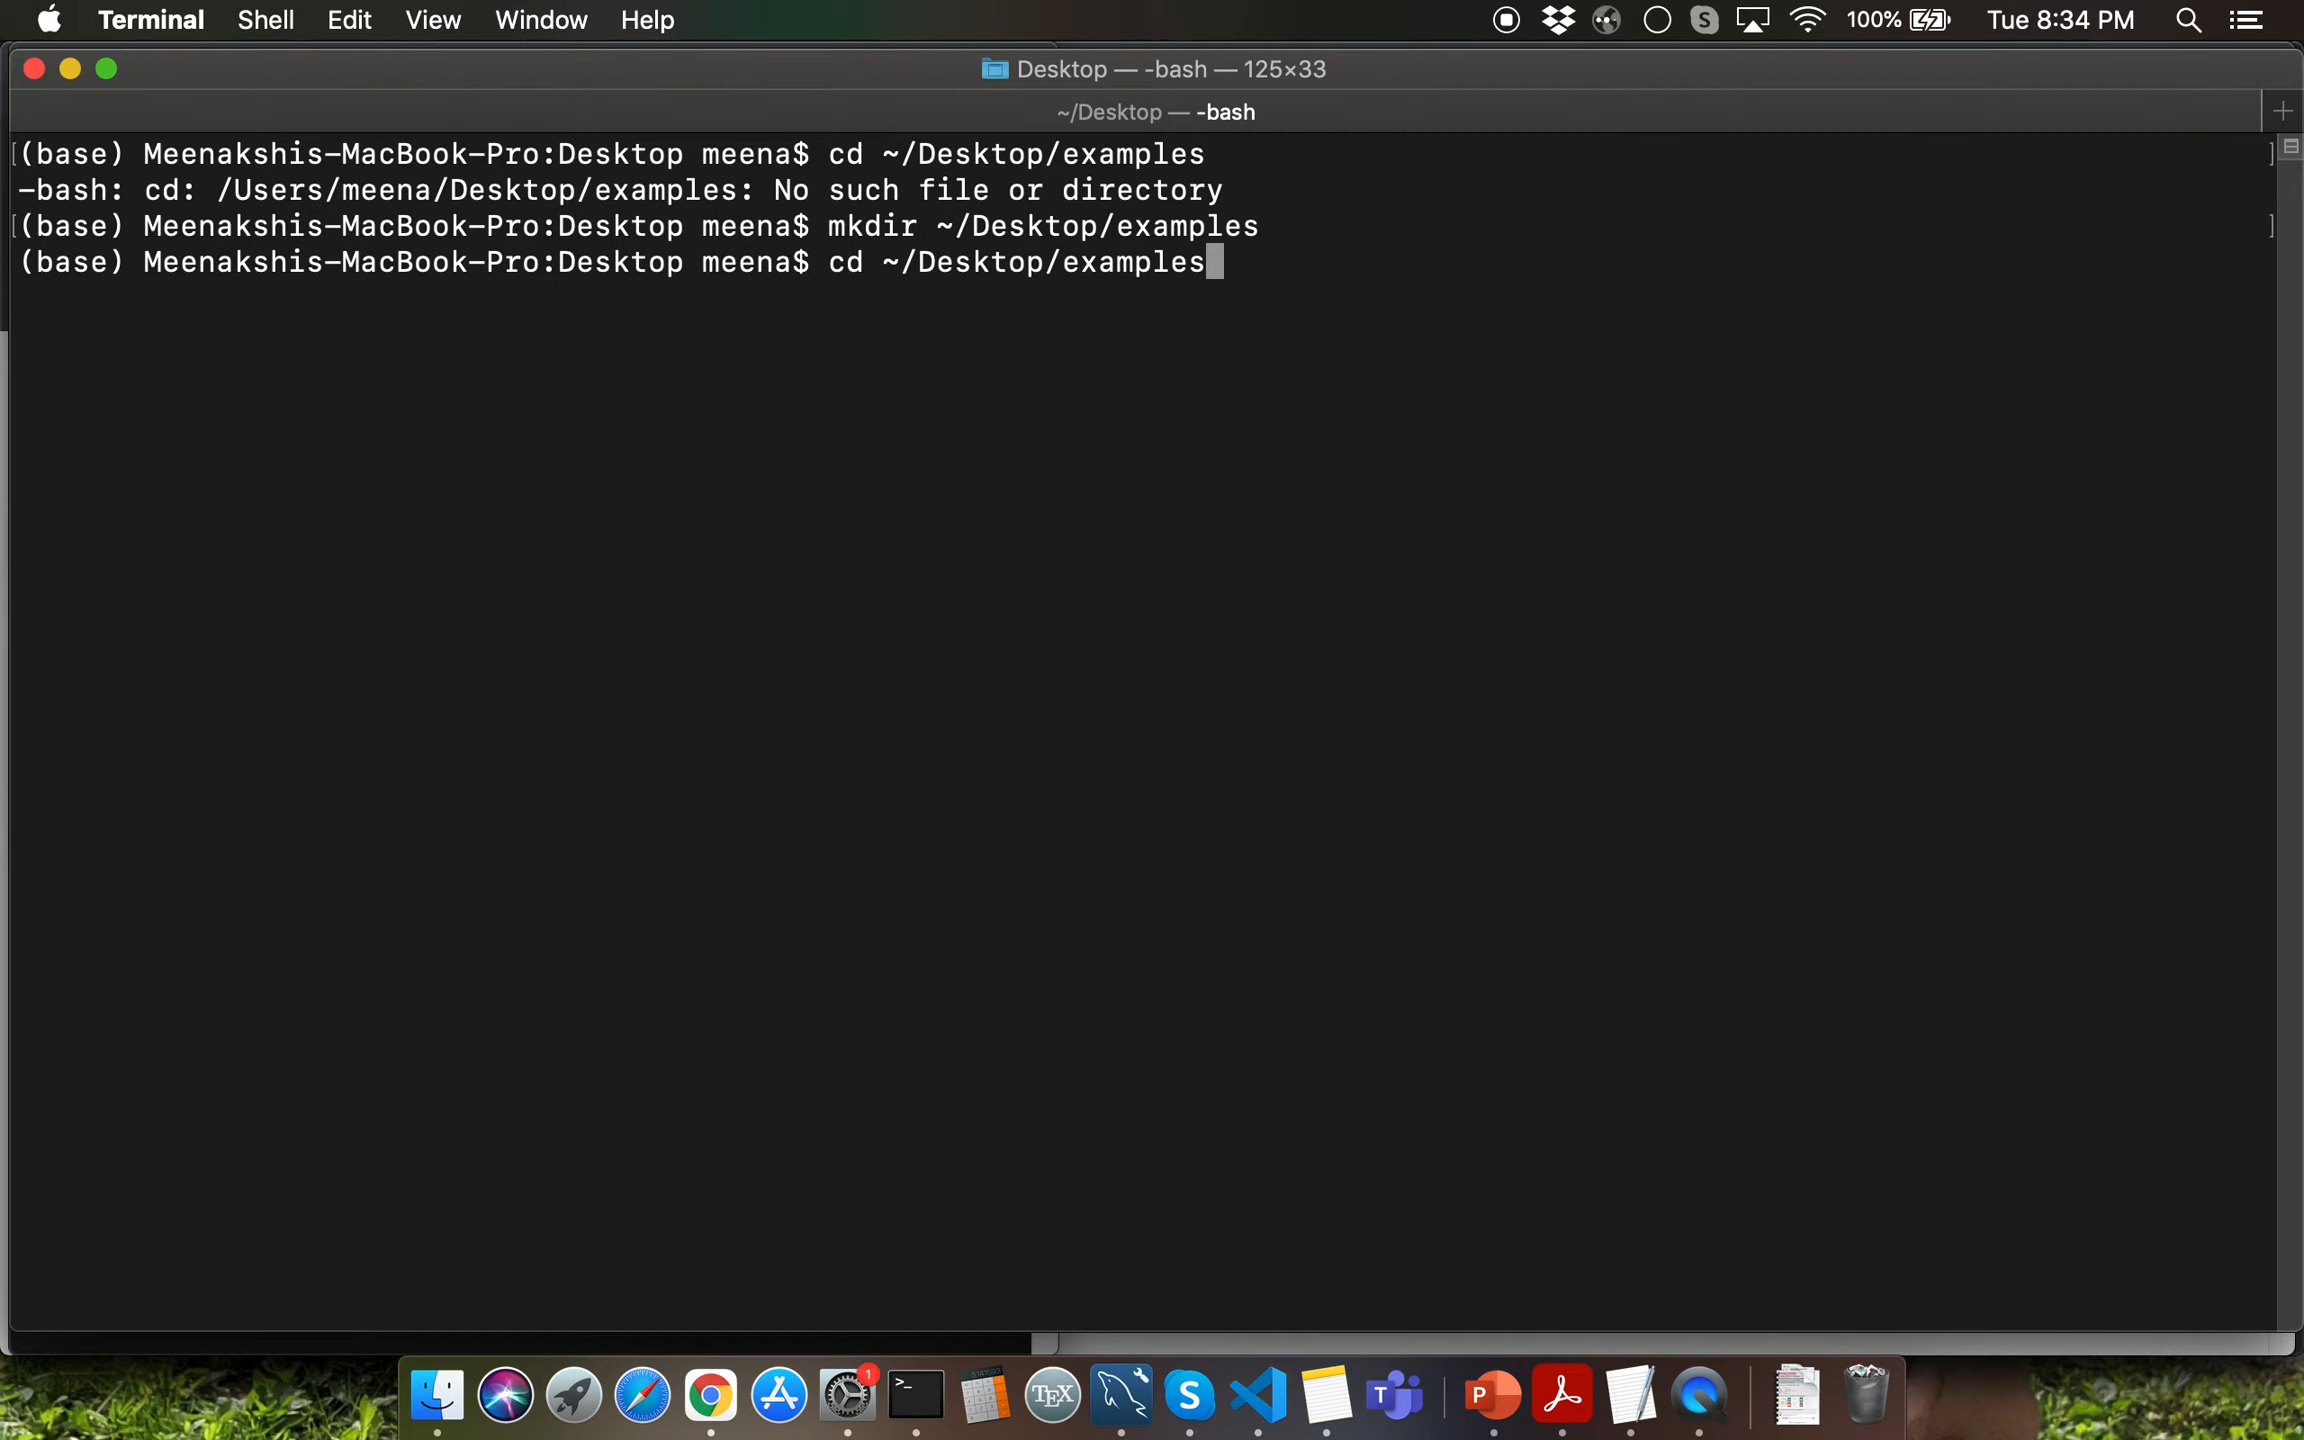 Terminal Shell Edit View Window Help 100% Tue 8:34 PM
Desktop — -bash — 125×33
~/Desktop — -bash
(base) Meenakshis-MacBook-Pro:Desktop meena$ cd ~/Desktop/examples
-bash: cd: /Users/meena/Desktop/examples: No such file or directory
(base) Meenakshis-MacBook-Pro:Desktop meena$ mkdir ~/Desktop/examples
(base) Meenakshis-MacBook-Pro:Desktop meena$ cd ~/Desktop/examples
1
>_
TEX
S
T
P